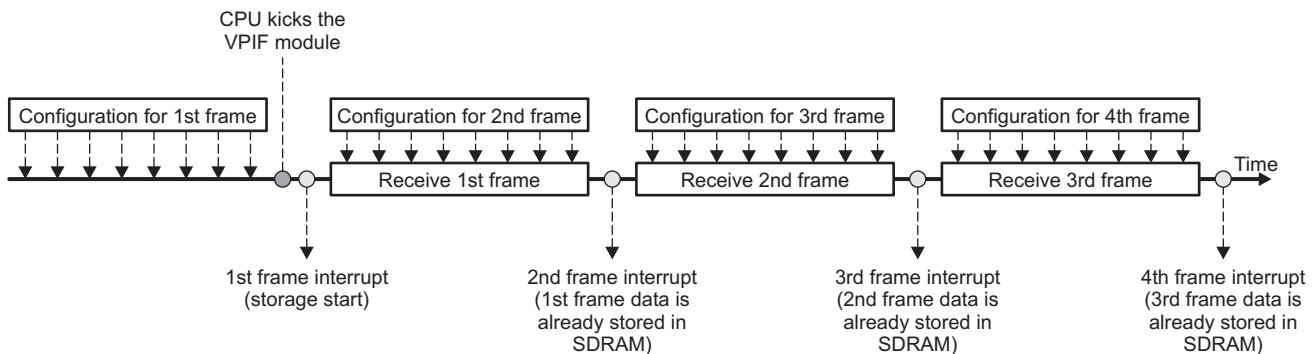 CPU kicks the
VPIF module
Configuration for 1st frame
Configuration for 2nd frame
Configuration for 3rd frame
Configuration for 4th frame
Receive 1st frame
Receive 2nd frame
Receive 3rd frame
Time
1st frame interrupt
(storage start)
2nd frame interrupt
(1st frame data is
already stored in
SDRAM)
3rd frame interrupt
(2nd frame data is
already stored in
SDRAM)
4th frame interrupt
(3rd frame data is
already stored in
SDRAM)